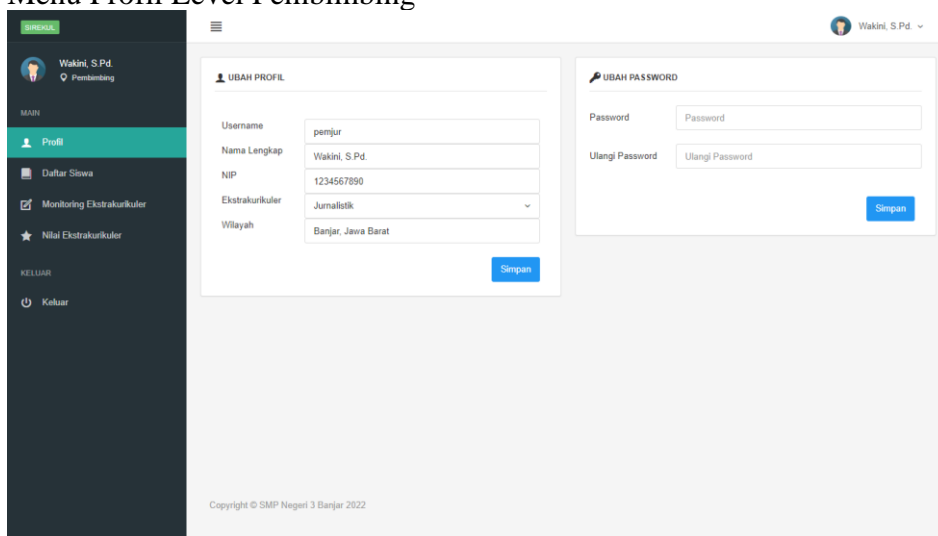 Menu Profil Level Pembimbing
SIREKUL
Wakini, S.Pd.
Wakini, S.Pd.
Pembimbing
MAIN
Profil
Daftar Siswa
Monitoring Ekstrakurikuler
Nilai Ekstrakurikuler
KELUAR
Keluar
UBAH PROFIL
Username
pemjur
Nama Lengkap
Wakini, S.Pd.
NIP
1234567890
Ekstrakurikuler
Jurnalistik
Wilayah
Banjar, Jawa Barat
Simpan
UBAH PASSWORD
Password
Password
Ulangi Password
Ulangi Password
Simpan
Copyright © SMP Negeri 3 Banjar 2022